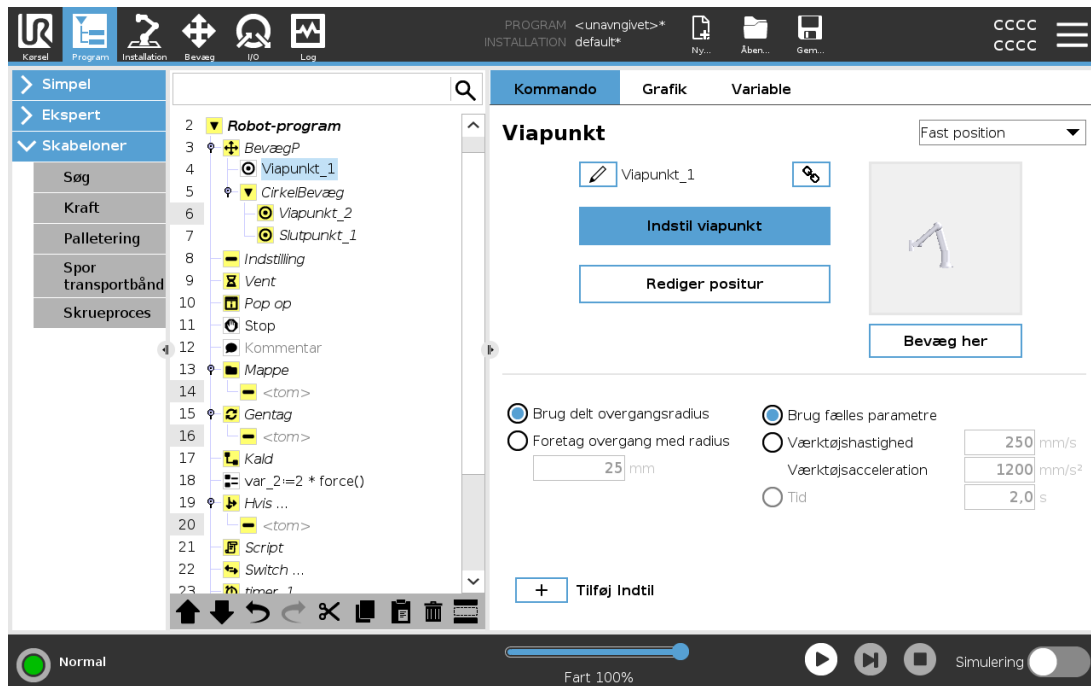 PROGRAM <unavngivet>*
INSTALLATION default*
CCCC
CCCC
Kørsel
Program
Installation
Bevæg
I/O
Log
Ny...
Åben...
Gem...
Simpel
Ekspert
Skabeloner
Søg
Kraft
Palletering
Spor
transportbånd
Skrueproces
2 Robot-program
3 BevægP
4 Viapunkt_1
5 CirkelBevæg
6 Viapunkt_2
7 Slutpunkt_1
8 Indstilling
9 Vent
10 Pop op
11 Stop
12 Kommentar
13 Mappe
14 <tom>
15 Gentag
16 <tom>
17 Kald
18 var_2:=2 * force()
19 Hvis ...
20 <tom>
21 Script
22 Switch ...
23 timer_1
Kommando
Grafik
Variable
Viapunkt
Fast position
Viapunkt_1
Indstil viapunkt
Rediger positur
Bevæg her
Brug delt overgangsradius
Foretag overgang med radius
25 mm
Brug fælles parametre
Værktøjshastighed 250 mm/s
Værktøjsacceleration 1200 mm/s²
Tid 2,0 s
+ Tilføj Indtil
Normal
Fart 100%
Simulering